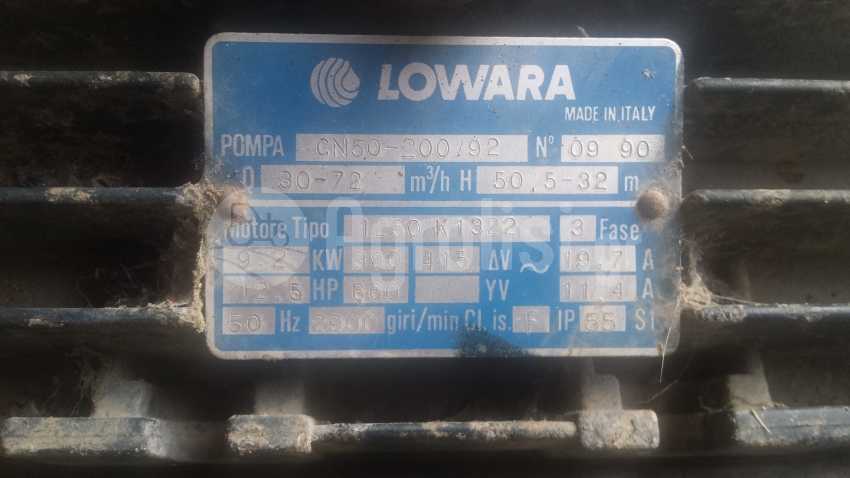 LOWARA
MADE IN ITALY
POMPA CN50-200/92 N° 09 90
Q 30-72 m³/h H 50,5-32 m
Motore Tipo K1322 3 Fase
9.2 KW 415 ΔV ~ 19.7 A
12.5 HP 660 YV 11.4 A
50 Hz 2900 giri/min Cl.is. F IP 55 S1
Agrolisi